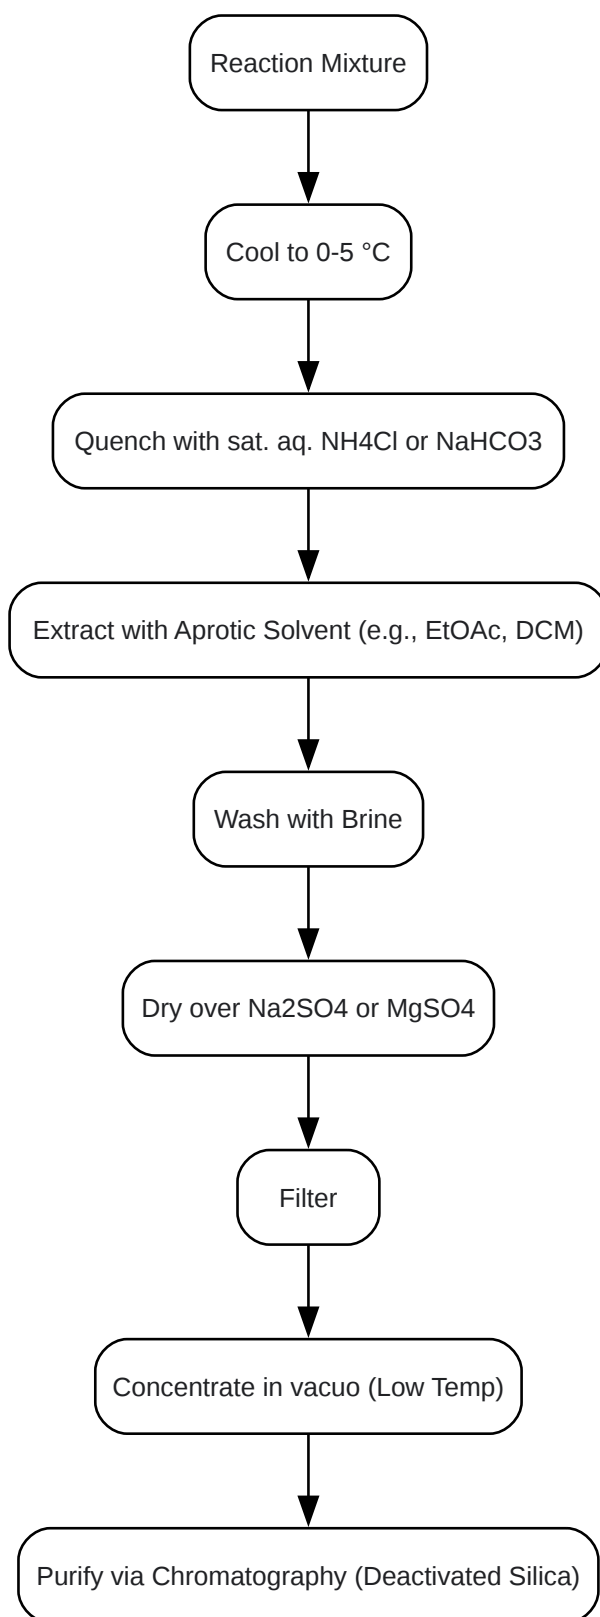 Reaction Mixture
Cool to 0-5 °C
Quench with sat. aq. NH4Cl or NaHCO3
Extract with Aprotic Solvent (e.g., EtOAc, DCM)
Wash with Brine
Dry over Na2SO4 or MgSO4
Filter
Concentrate in vacuo (Low Temp)
Purify via Chromatography (Deactivated Silica)